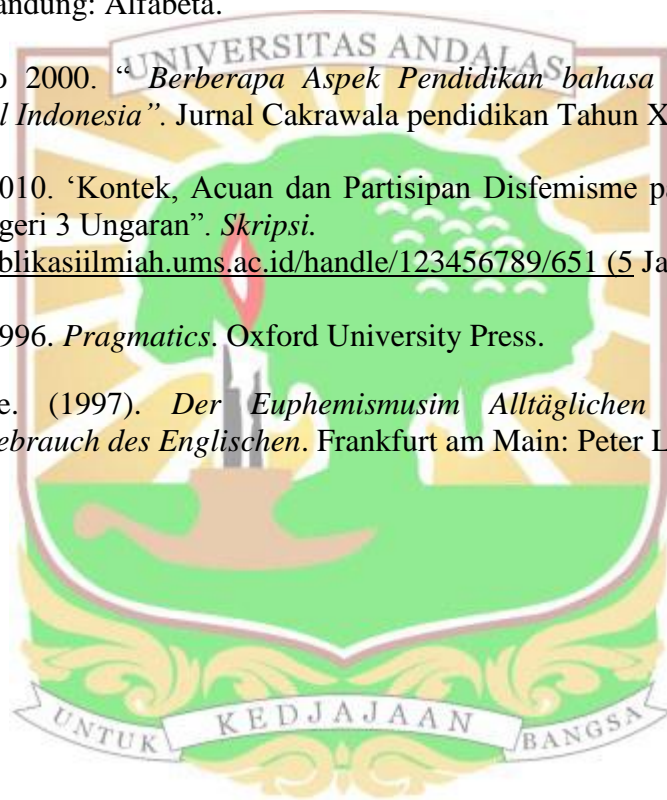 andung: Alfabeta.
UNIVERSITAS ANDALAS
o 2000. “ Berberapa Aspek Pendidikan bahasa
l Indonesia”. Jurnal Cakrawala pendidikan Tahun X
010. ‘Kontek, Acuan dan Partisipan Disfemisme pa
geri 3 Ungaran”. Skripsi.
blikasiilmiah.ums.ac.id/handle/123456789/651 (5 Ja
996. Pragmatics. Oxford University Press.
e. (1997). Der Euphemismusim Alltäglichen
ebrauch des Englischen. Frankfurt am Main: Peter L
UNTUK KEDJAJAAN BANGSA